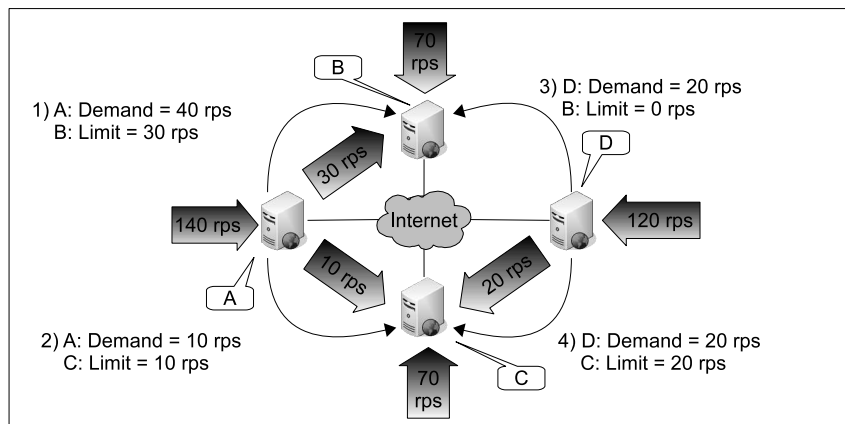 70
rps
B
1) A: Demand = 40 rps
B: Limit = 30 rps
3) D: Demand = 20 rps
B: Limit = 0 rps
D
30 rps
140 rps
Internet
120 rps
10 rps
20 rps
A
2) A: Demand = 10 rps
C: Limit = 10 rps
4) D: Demand = 20 rps
C: Limit = 20 rps
C
70
rps